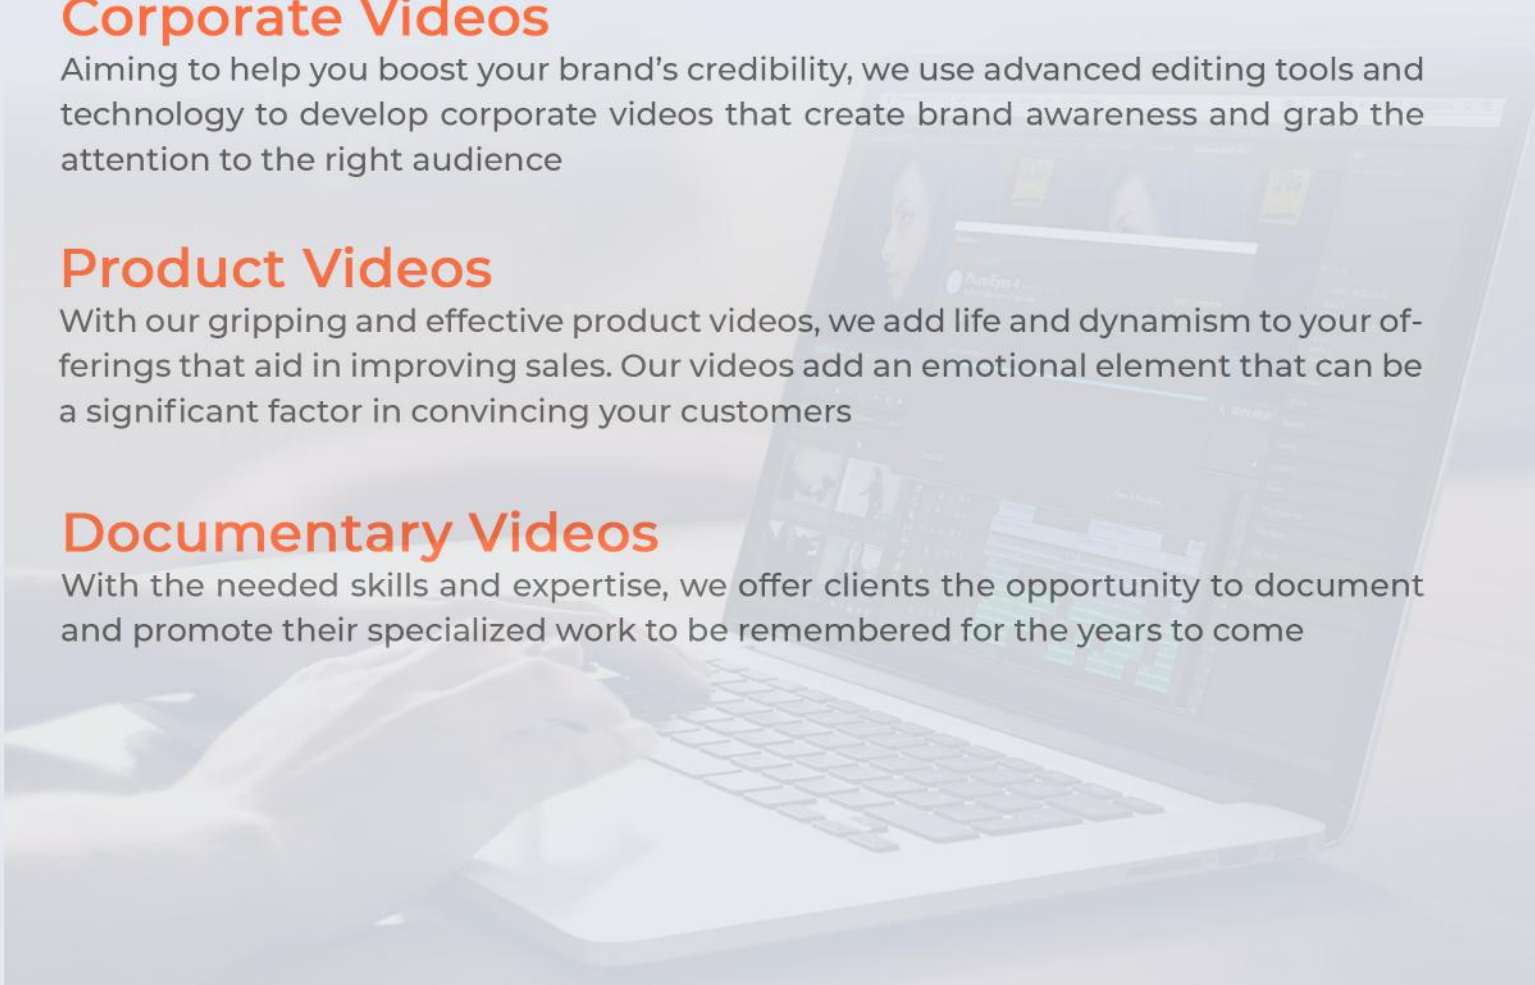 Corporate Videos
Aiming to help you boost your brand's credibility, we use advanced editing tools and
technology to develop corporate videos that create brand awareness and grab the
attention to the right audience
Product Videos
With our gripping and effective product videos, we add life and dynamism to your of-
ferings that aid in improving sales. Our videos add an emotional element that can be
a significant factor in convincing your customers
Documentary Videos
With the needed skills and expertise, we offer clients the opportunity to document
and promote their specialized work to be remembered for the years to come